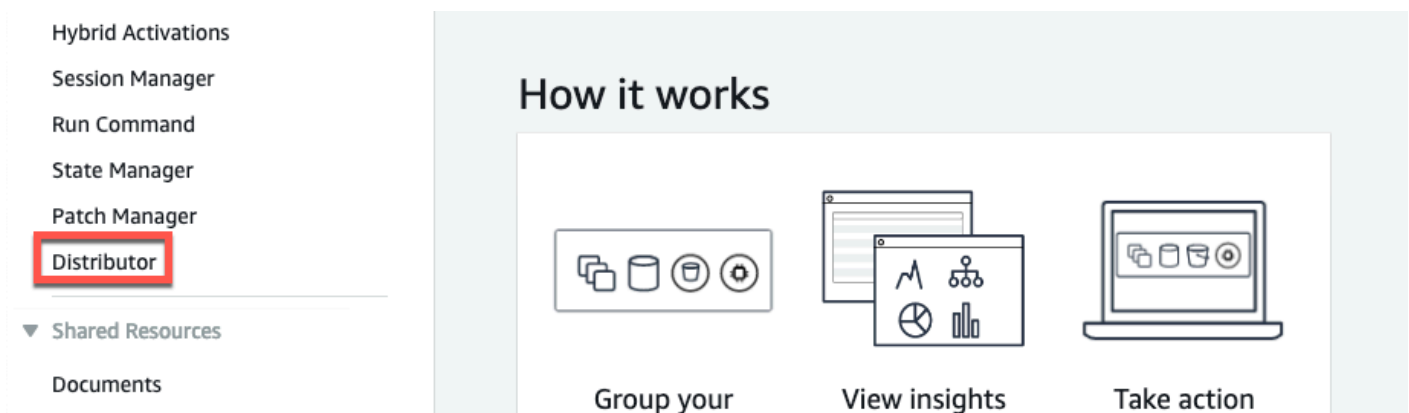 Hybrid Activations
Session Manager
Run Command
State Manager
Patch Manager
Distributor
Shared Resources
Documents
How it works
Group your
View insights
Take action